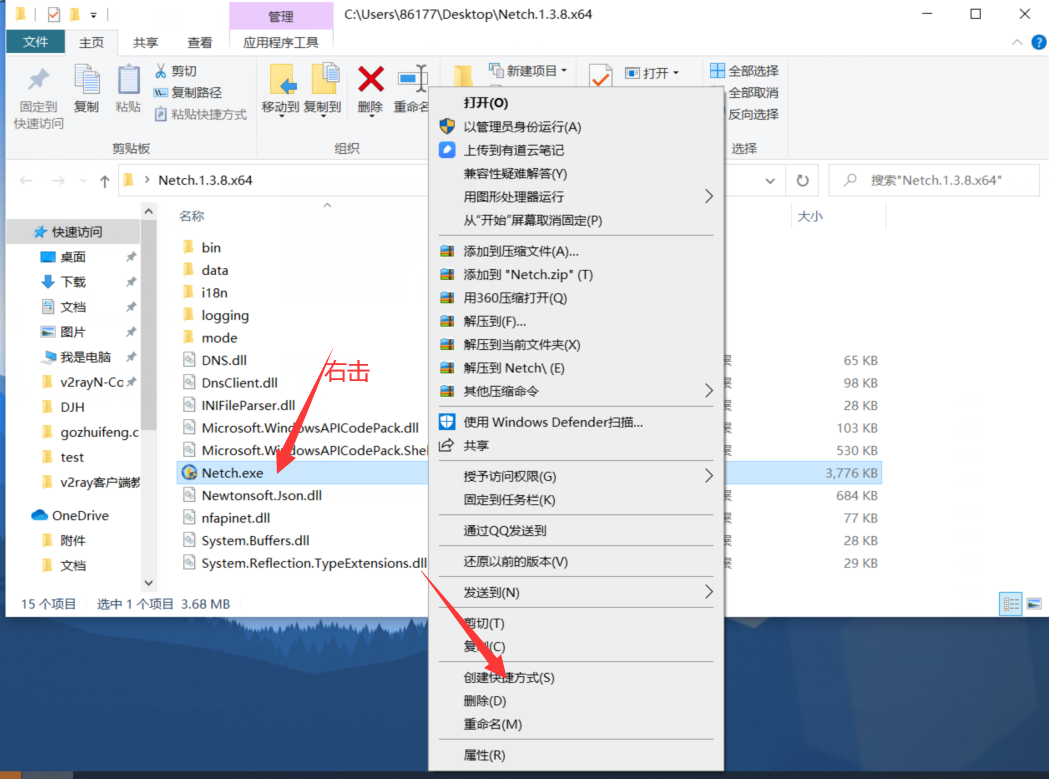 管理
C:\Users\86177\Desktop\Netch.1.3.8.x64
文件
主页
共享
查看
应用程序工具
固定到
快速访问
复制
粘贴
剪切
复制路径
粘贴快捷方式
剪贴板
移动到
复制到
删除
重命名
组织
新建项目
打开
全部选择
全部取消
反向选择
选择
Netch.1.3.8.x64
搜索"Netch.1.3.8.x64"
快速访问
桌面
下载
文档
图片
我是电脑
v2rayN-Co
DJH
gozhuifeng.c
test
v2ray客户端教
OneDrive
附件
文档
名称
大小
bin
data
i18n
logging
mode
DNS.dll
65 KB
DnsClient.dll
98 KB
INIFileParser.dll
28 KB
Microsoft.WindowsAPICodePack.dll
103 KB
Microsoft.WindowsAPICodePack.Shel
530 KB
Netch.exe
3,776 KB
Newtonsoft.Json.dll
684 KB
nfapinet.dll
77 KB
System.Buffers.dll
28 KB
System.Reflection.TypeExtensions.dll
29 KB
右击
打开(O)
以管理员身份运行(A)
上传到有道云笔记
兼容性疑难解答(Y)
用图形处理器运行
从"开始"屏幕取消固定(P)
添加到压缩文件(A)...
添加到 "Netch.zip" (T)
用360压缩打开(Q)
解压到(F)...
解压到当前文件夹(X)
解压到 Netch\ (E)
其他压缩命令
使用 Windows Defender扫描...
共享
授予访问权限(G)
固定到任务栏(K)
通过QQ发送到
还原以前的版本(V)
发送到(N)
剪切(T)
复制(C)
创建快捷方式(S)
删除(D)
重命名(M)
属性(R)
15 个项目
选中 1 个项目 3.68 MB